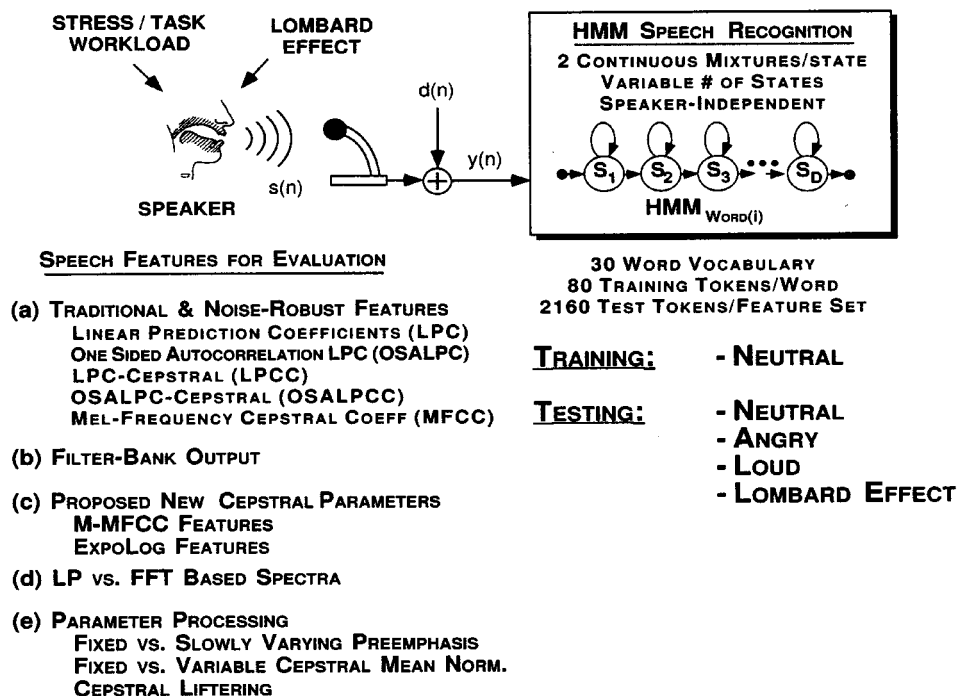 STRESS / TASK
WORKLOAD
LOMBARD
EFFECT
s(n)
SPEAKER
d(n)
+
y(n)
HMM SPEECH RECOGNITION
2 CONTINUOUS MIXTURES/STATE
VARIABLE # OF STATES
SPEAKER-INDEPENDENT
S1 S2 S3 ••• SD
HMM WORD(i)
30 WORD VOCABULARY
80 TRAINING TOKENS/WORD
2160 TEST TOKENS/FEATURE SET
TRAINING: - NEUTRAL
TESTING: - NEUTRAL
- ANGRY
- LOUD
- LOMBARD EFFECT
SPEECH FEATURES FOR EVALUATION
(a) TRADITIONAL & NOISE-ROBUST FEATURES
LINEAR PREDICTION COEFFICIENTS (LPC)
ONE SIDED AUTOCORRELATION LPC (OSALPC)
LPC-CEPSTRAL (LPCC)
OSALPC-CEPSTRAL (OSALPCC)
MEL-FREQUENCY CEPSTRAL COEFF (MFCC)
(b) FILTER-BANK OUTPUT
(c) PROPOSED NEW CEPSTRAL PARAMETERS
M-MFCC FEATURES
EXPOLOG FEATURES
(d) LP VS. FFT BASED SPECTRA
(e) PARAMETER PROCESSING
FIXED VS. SLOWLY VARYING PREEMPHASIS
FIXED VS. VARIABLE CEPSTRAL MEAN NORM.
CEPSTRAL LIFTERING